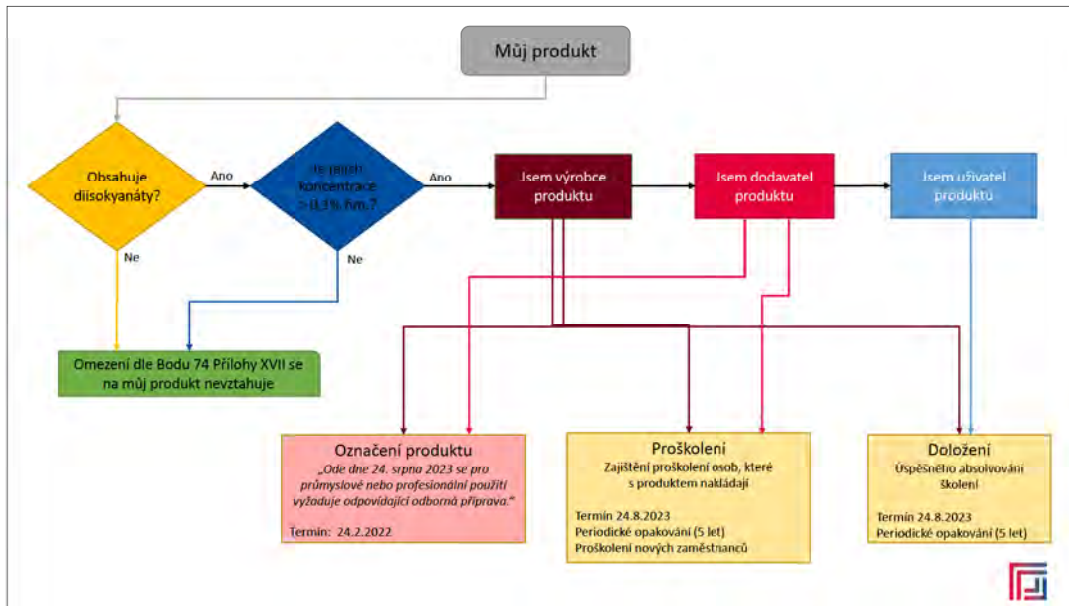 Můj produkt
Obsahuje
diisokyanáty?
Ano
Je jejich
koncentrace
>0,1% hm.?
Ano
Jsem výrobce
produktu
Jsem dodavatel
produktu
Jsem uživatel
produktu
Ne
Ne
Omezení dle Bodu 74 Přílohy XVII se
na můj produkt nevztahuje
Označení produktu
„Ode dne 24. srpna 2023 se pro
průmyslové nebo profesionální použití
vyžaduje odpovídající odborná příprava.“
Termín: 24.2.2022
Proškolení
Zajištění proškolení osob, které
s produktem nakládají
Termín 24.8.2023
Periodické opakování (5 let)
Proškolení nových zaměstnanců
Doložení
Úspěšného absolvování
školení
Termín 24.8.2023
Periodické opakování (5 let)